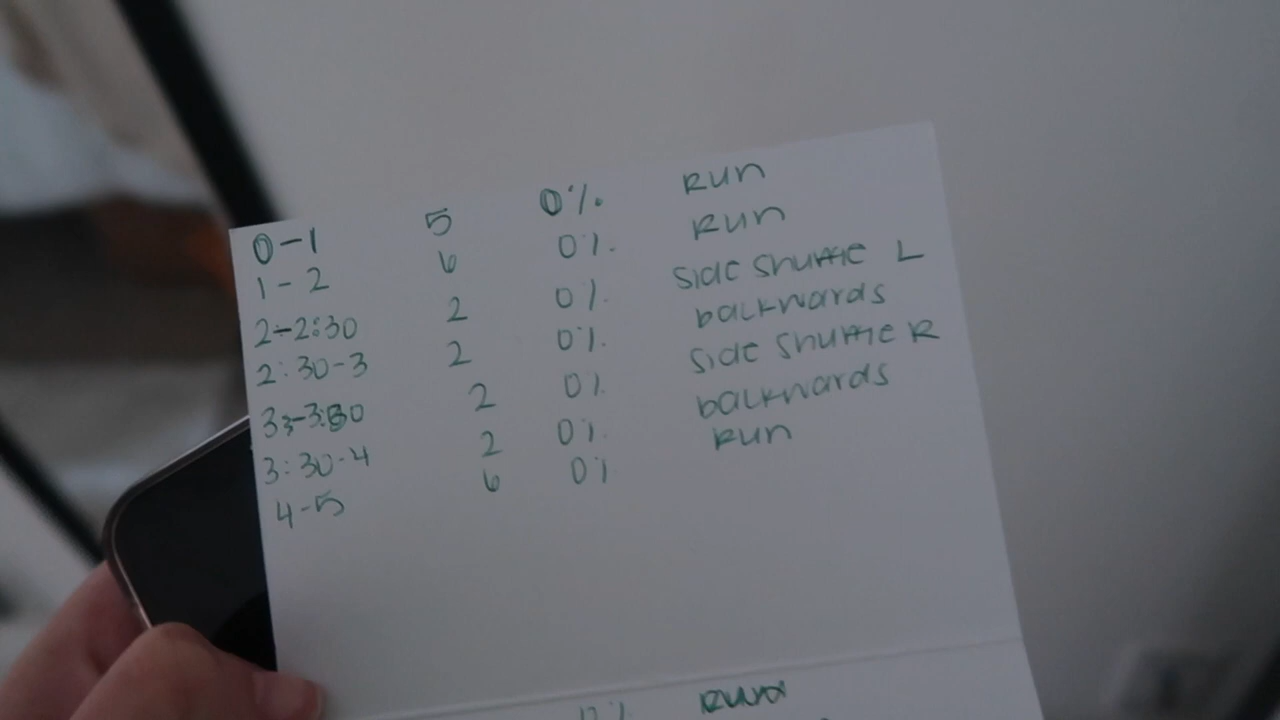 0-1 5 0% Run
1-2 6 0% Run
2-2:30 2 0% Side Shuffle L
2:30-3 2 0% backwards
3-3:30 2 0% Side Shuffle R
3:30-4 2 0% backwards
4-5 6 0% Run